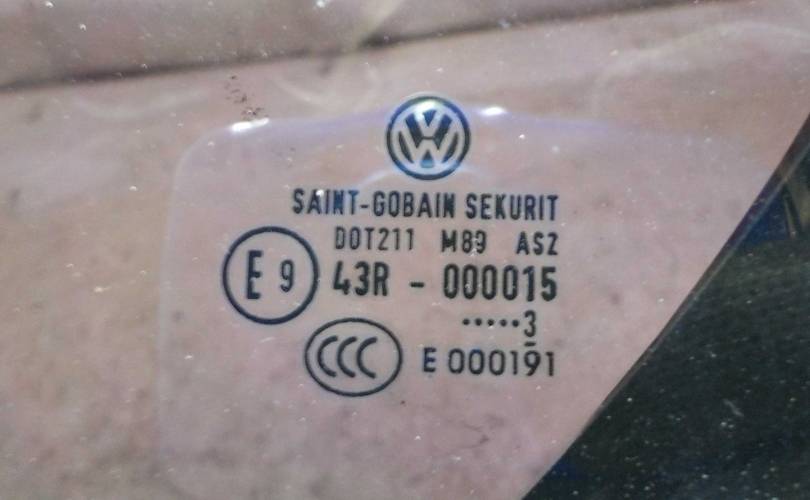 SAINT-GOBAIN SEKURIT
DOT211 M89 AS2
E 9 43R - 000015
·····3
CCC E 000191